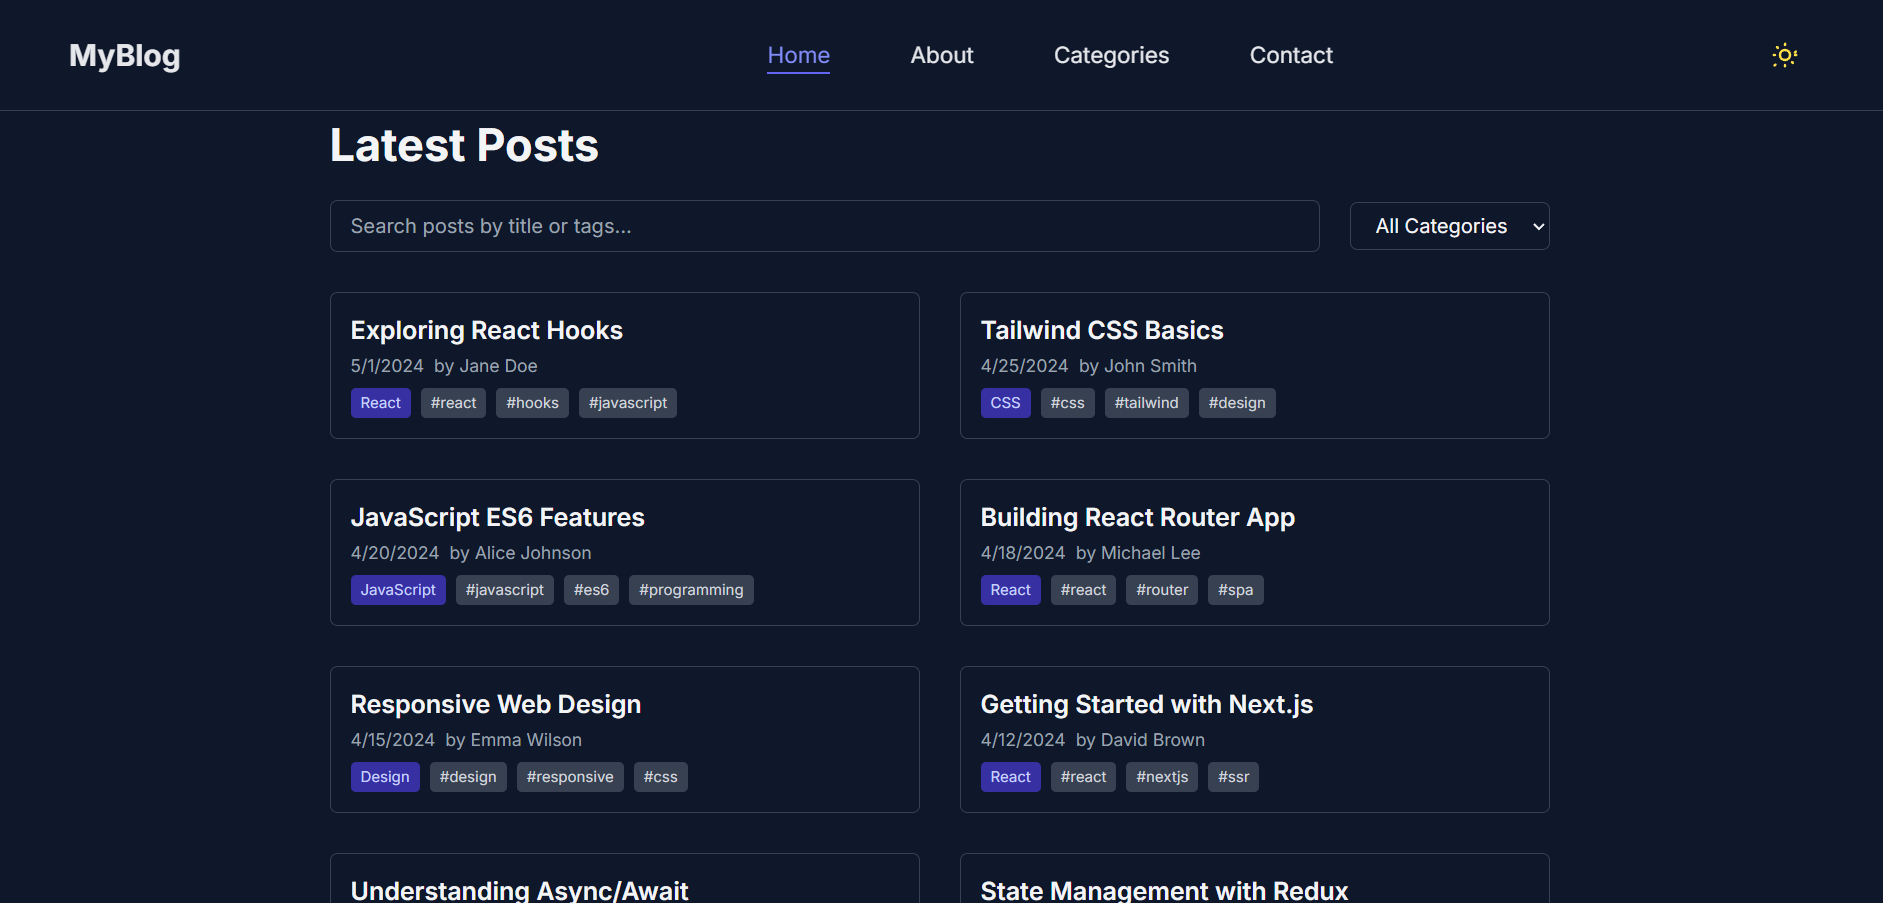 MyBlog
Home About Categories Contact
Latest Posts
Search posts by title or tags...
All Categories
Exploring React Hooks
5/1/2024 by Jane Doe
React #react #hooks #javascript
Tailwind CSS Basics
4/25/2024 by John Smith
CSS #css #tailwind #design
JavaScript ES6 Features
4/20/2024 by Alice Johnson
JavaScript #javascript #es6 #programming
Building React Router App
4/18/2024 by Michael Lee
React #react #router #spa
Responsive Web Design
4/15/2024 by Emma Wilson
Design #design #responsive #css
Getting Started with Next.js
4/12/2024 by David Brown
React #react #nextjs #ssr
Understanding Async/Await
State Management with Redux